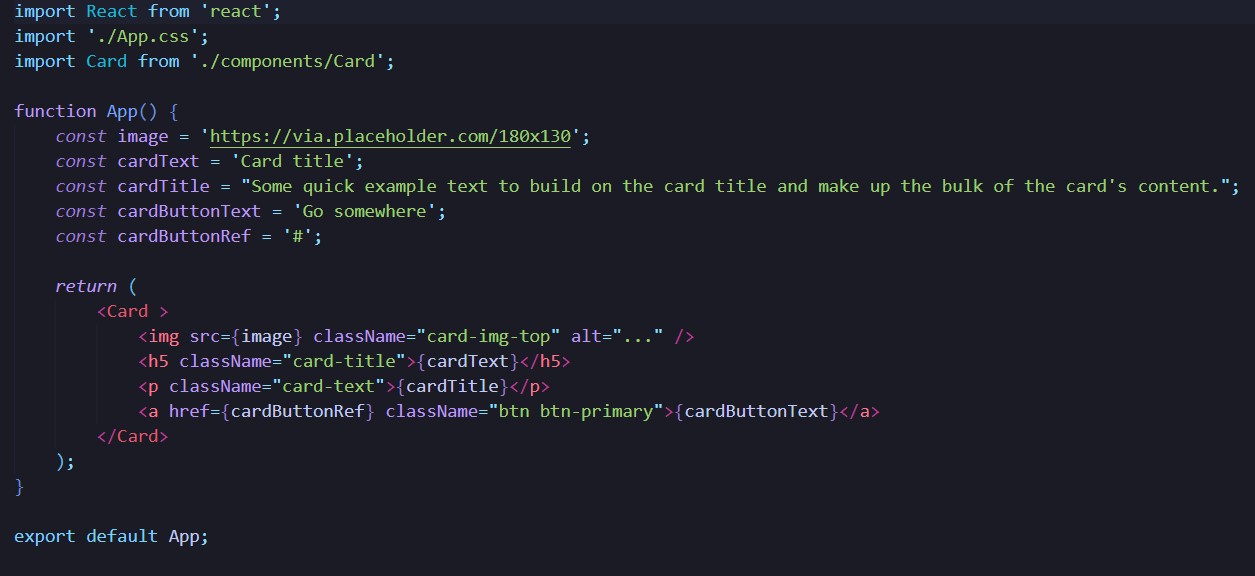 import React from 'react';
import './App.css';
import Card from './components/Card';
function App() {
const image = 'https://via.placeholder.com/180x130';
const cardText = 'Card title';
const cardTitle = "Some quick example text to build on the card title and make up the bulk of the card's content.";
const cardButtonText = 'Go somewhere';
const cardButtonRef = '#';
return (
<Card >
<img src={image} className="card-img-top" alt="..." />
<h5 className="card-title">{cardText}</h5>
<p className="card-text">{cardTitle}</p>
<a href={cardButtonRef} className="btn btn-primary">{cardButtonText}</a>
</Card>
);
}
export default App;